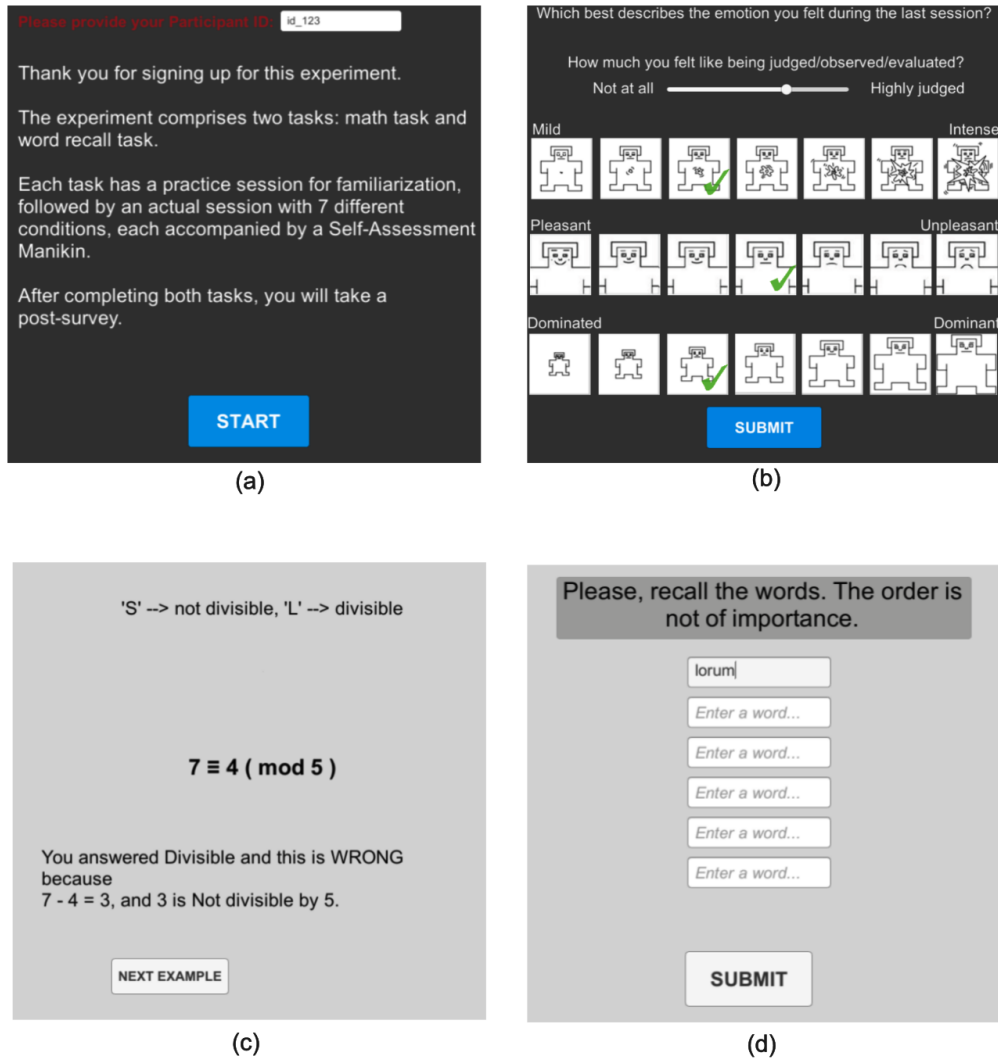 Please provide your Participant ID: id_123
Thank you for signing up for this experiment.
The experiment comprises two tasks: math task and
word recall task.
Each task has a practice session for familiarization,
followed by an actual session with 7 different
conditions, each accompanied by a Self-Assessment
Manikin.
After completing both tasks, you will take a
post-survey.
START
(a)
Which best describes the emotion you felt during the last session?
How much you felt like being judged/observed/evaluated?
Not at all Highly judged
Mild Intense
Pleasant Unpleasant
Dominated Dominant
SUBMIT
(b)
'S' --> not divisible, 'L' --> divisible
7 ≡ 4 ( mod 5 )
You answered Divisible and this is WRONG
because
7 - 4 = 3, and 3 is Not divisible by 5.
NEXT EXAMPLE
(c)
Please, recall the words. The order is
not of importance.
lorum
Enter a word...
Enter a word...
Enter a word...
Enter a word...
Enter a word...
SUBMIT
(d)